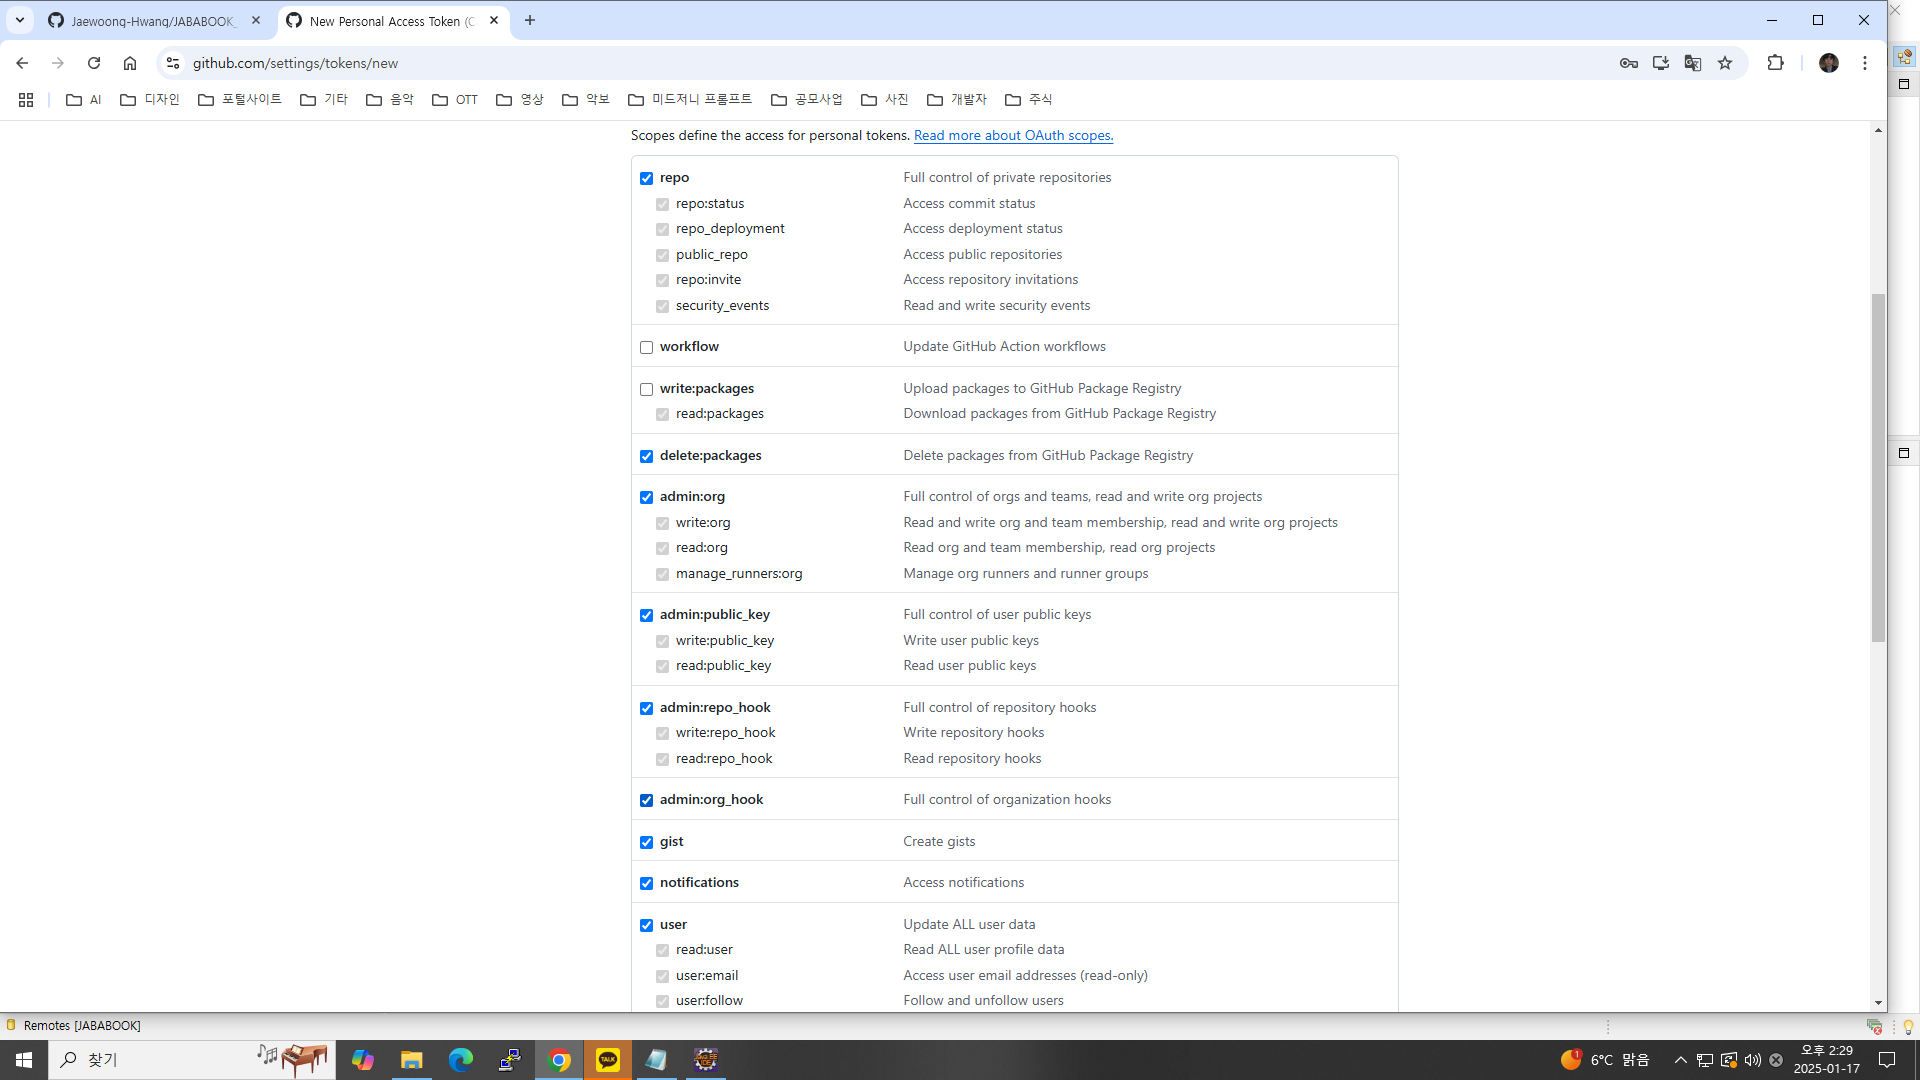 Jaewoong-Hwang/JABABOOK_
New Personal Access Token (C
github.com/settings/tokens/new
AI
디자인
포털사이트
기타
음악
OTT
영상
악보
미드저니 프롬프트
공모사업
사진
개발자
주식
Scopes define the access for personal tokens. Read more about OAuth scopes.
repo Full control of private repositories
repo:status Access commit status
repo_deployment Access deployment status
public_repo Access public repositories
repo:invite Access repository invitations
security_events Read and write security events
workflow Update GitHub Action workflows
write:packages Upload packages to GitHub Package Registry
read:packages Download packages from GitHub Package Registry
delete:packages Delete packages from GitHub Package Registry
admin:org Full control of orgs and teams, read and write org projects
write:org Read and write org and team membership, read and write org projects
read:org Read org and team membership, read org projects
manage_runners:org Manage org runners and runner groups
admin:public_key Full control of user public keys
write:public_key Write user public keys
read:public_key Read user public keys
admin:repo_hook Full control of repository hooks
write:repo_hook Write repository hooks
read:repo_hook Read repository hooks
admin:org_hook Full control of organization hooks
gist Create gists
notifications Access notifications
user Update ALL user data
read:user Read ALL user profile data
user:email Access user email addresses (read-only)
user:follow Follow and unfollow users
Remotes [JABABOOK]
찾기
TALK
1
6°C 맑음
오후 2:29
2025-01-17